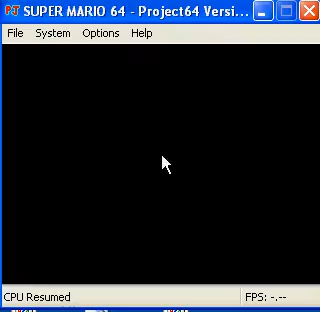 SUPER MARIO 64 - Project64 Versi...
File System Options Help
CPU Resumed FPS: -.--